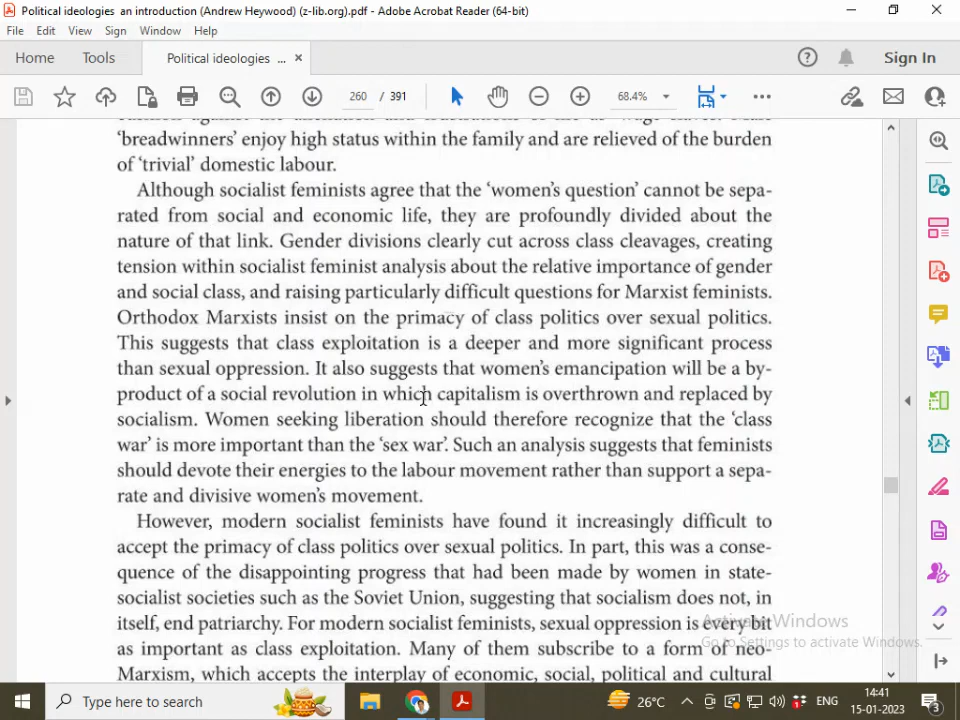 Political ideologies  an introduction (Andrew Heywood) (z-lib.org).pdf - Adobe Acrobat Reader (64-bit)
File Edit View Sign Window Help
Home Tools Political ideologies ... × Sign In
260 / 391 68.4%
‘breadwinners’ enjoy high status within the family and are relieved of the burden
of ‘trivial’ domestic labour.
Although socialist feminists agree that the ‘women’s question’ cannot be sepa-
rated from social and economic life, they are profoundly divided about the
nature of that link. Gender divisions clearly cut across class cleavages, creating
tension within socialist feminist analysis about the relative importance of gender
and social class, and raising particularly difficult questions for Marxist feminists.
Orthodox Marxists insist on the primacy of class politics over sexual politics.
This suggests that class exploitation is a deeper and more significant process
than sexual oppression. It also suggests that women’s emancipation will be a by-
product of a social revolution in which capitalism is overthrown and replaced by
socialism. Women seeking liberation should therefore recognize that the ‘class
war’ is more important than the ‘sex war’. Such an analysis suggests that feminists
should devote their energies to the labour movement rather than support a sepa-
rate and divisive women’s movement.
However, modern socialist feminists have found it increasingly difficult to
accept the primacy of class politics over sexual politics. In part, this was a conse-
quence of the disappointing progress that had been made by women in state-
socialist societies such as the Soviet Union, suggesting that socialism does not, in
itself, end patriarchy. For modern socialist feminists, sexual oppression is every bit
as important as class exploitation. Many of them subscribe to a form of neo-
Marxism, which accepts the interplay of economic, social, political and cultural
Activate Windows
Go to Settings to activate Windows.
Type here to search
26°C ENG 14:41
15-01-2023 3